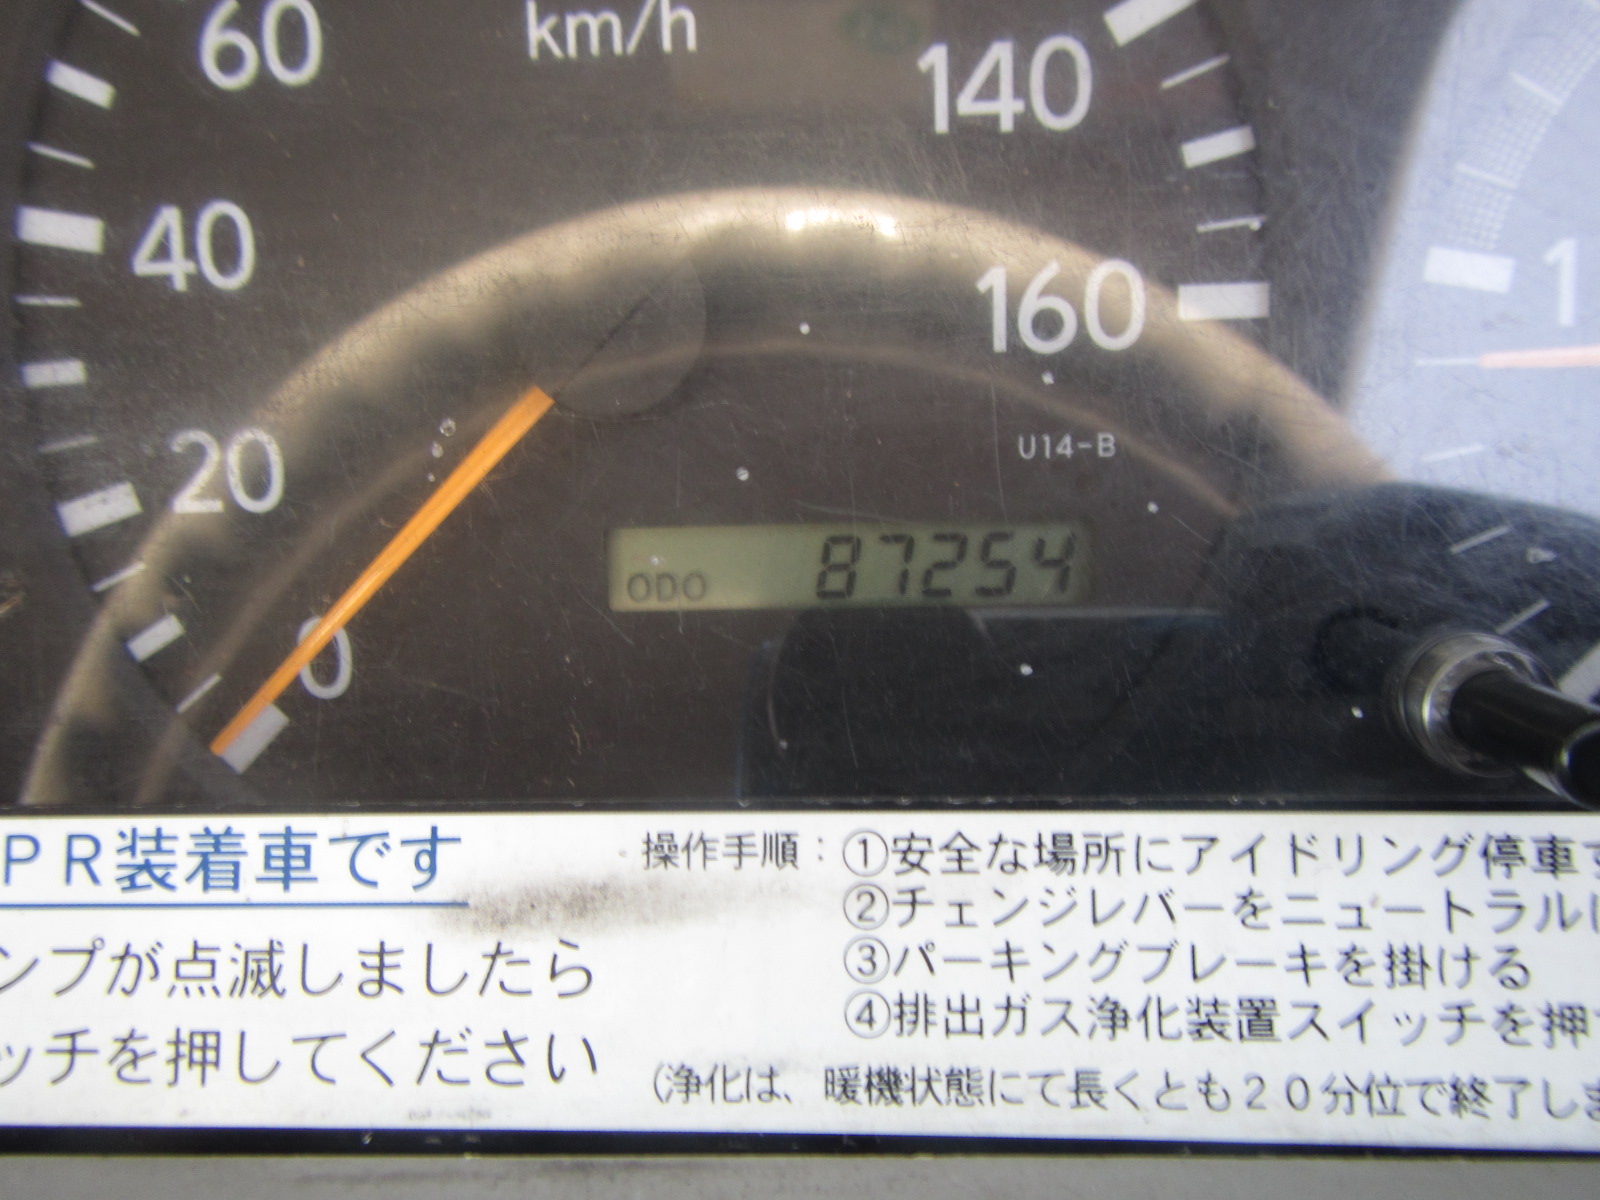 60
km/h
140
40
160
1
20
U14-B
ODO 87254
0
PR装着車です
操作手順：①安全な場所にアイドリング停車す
②チェンジレバーをニュートラルに
③パーキングブレーキを掛ける
④排出ガス浄化装置スイッチを押す
ンプが点滅しましたら
ッチを押してください
（浄化は、暖機状態にて長くとも20分位で終了しま